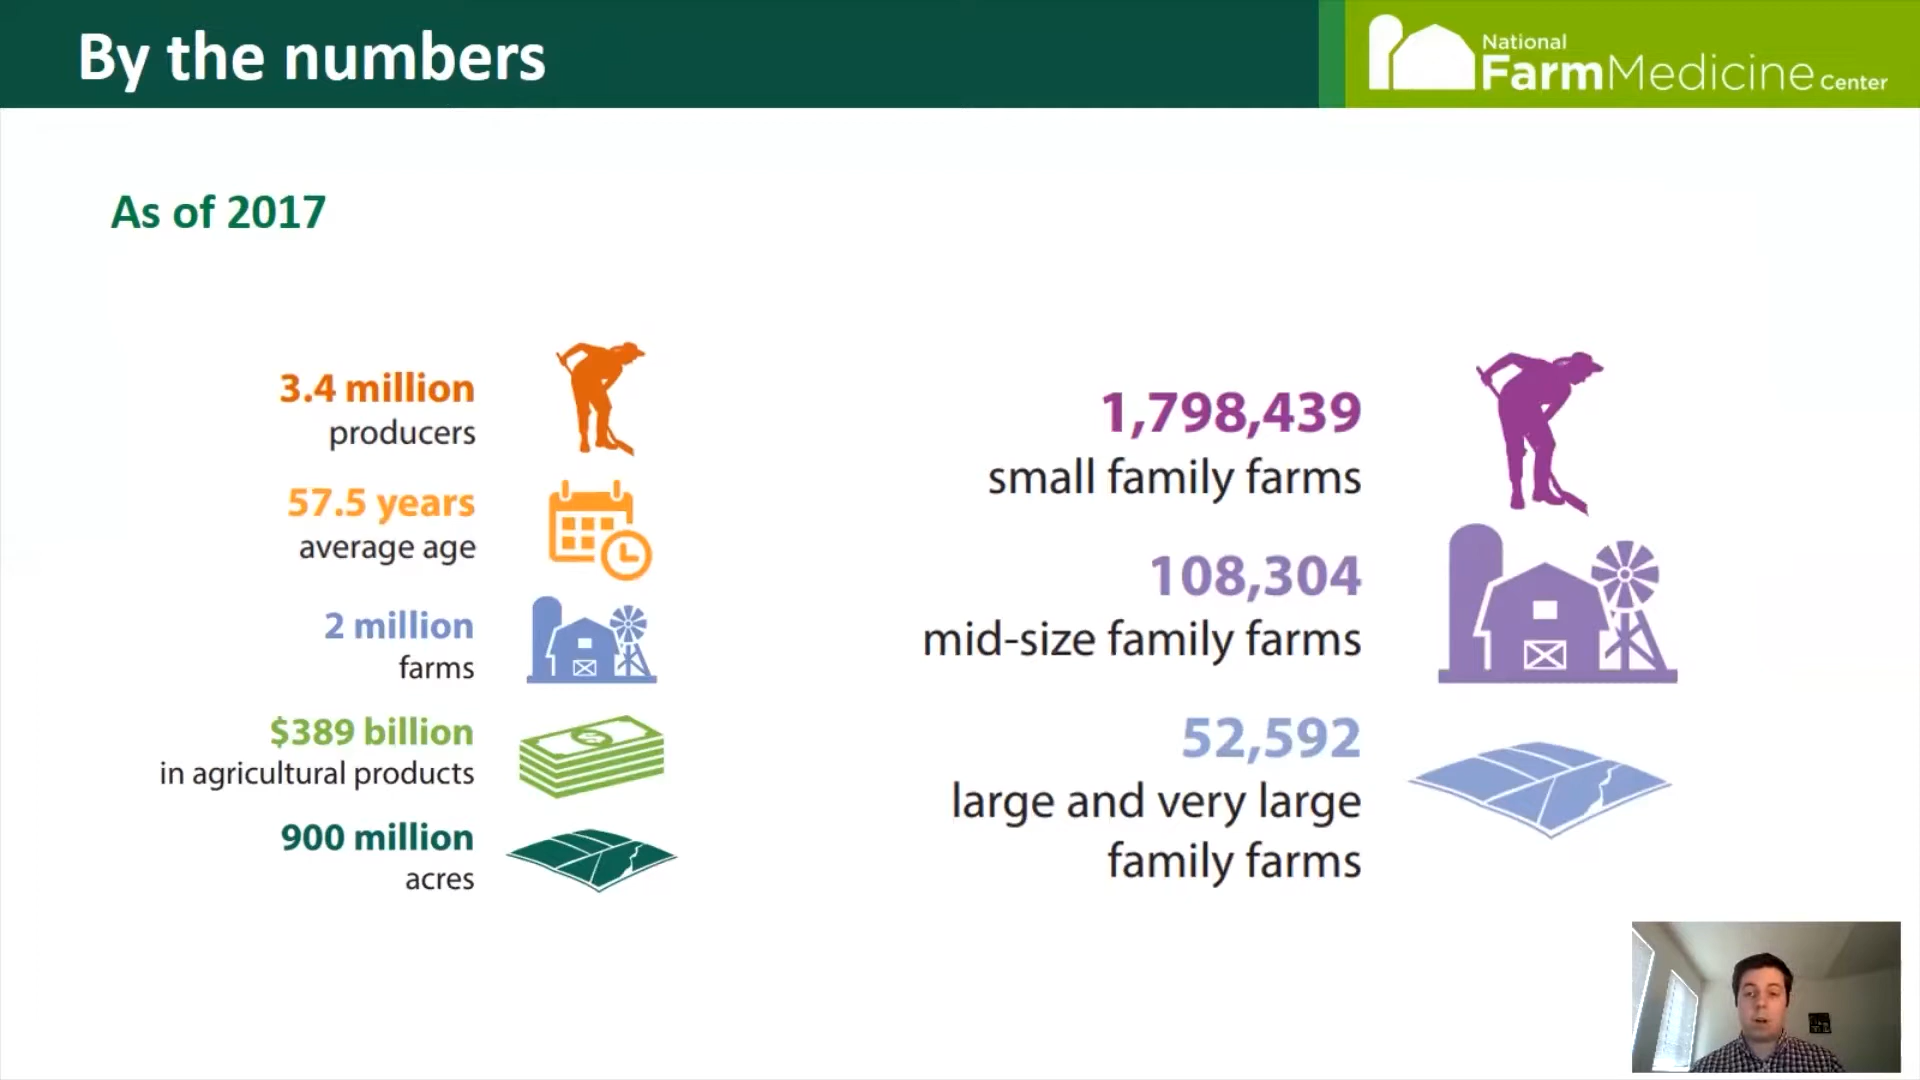 By the numbers
National
FarmMedicine Center
As of 2017
3.4 million
producers
57.5 years
average age
2 million
farms
$389 billion
in agricultural products
900 million
acres
1,798,439
small family farms
108,304
mid-size family farms
52,592
large and very large
family farms